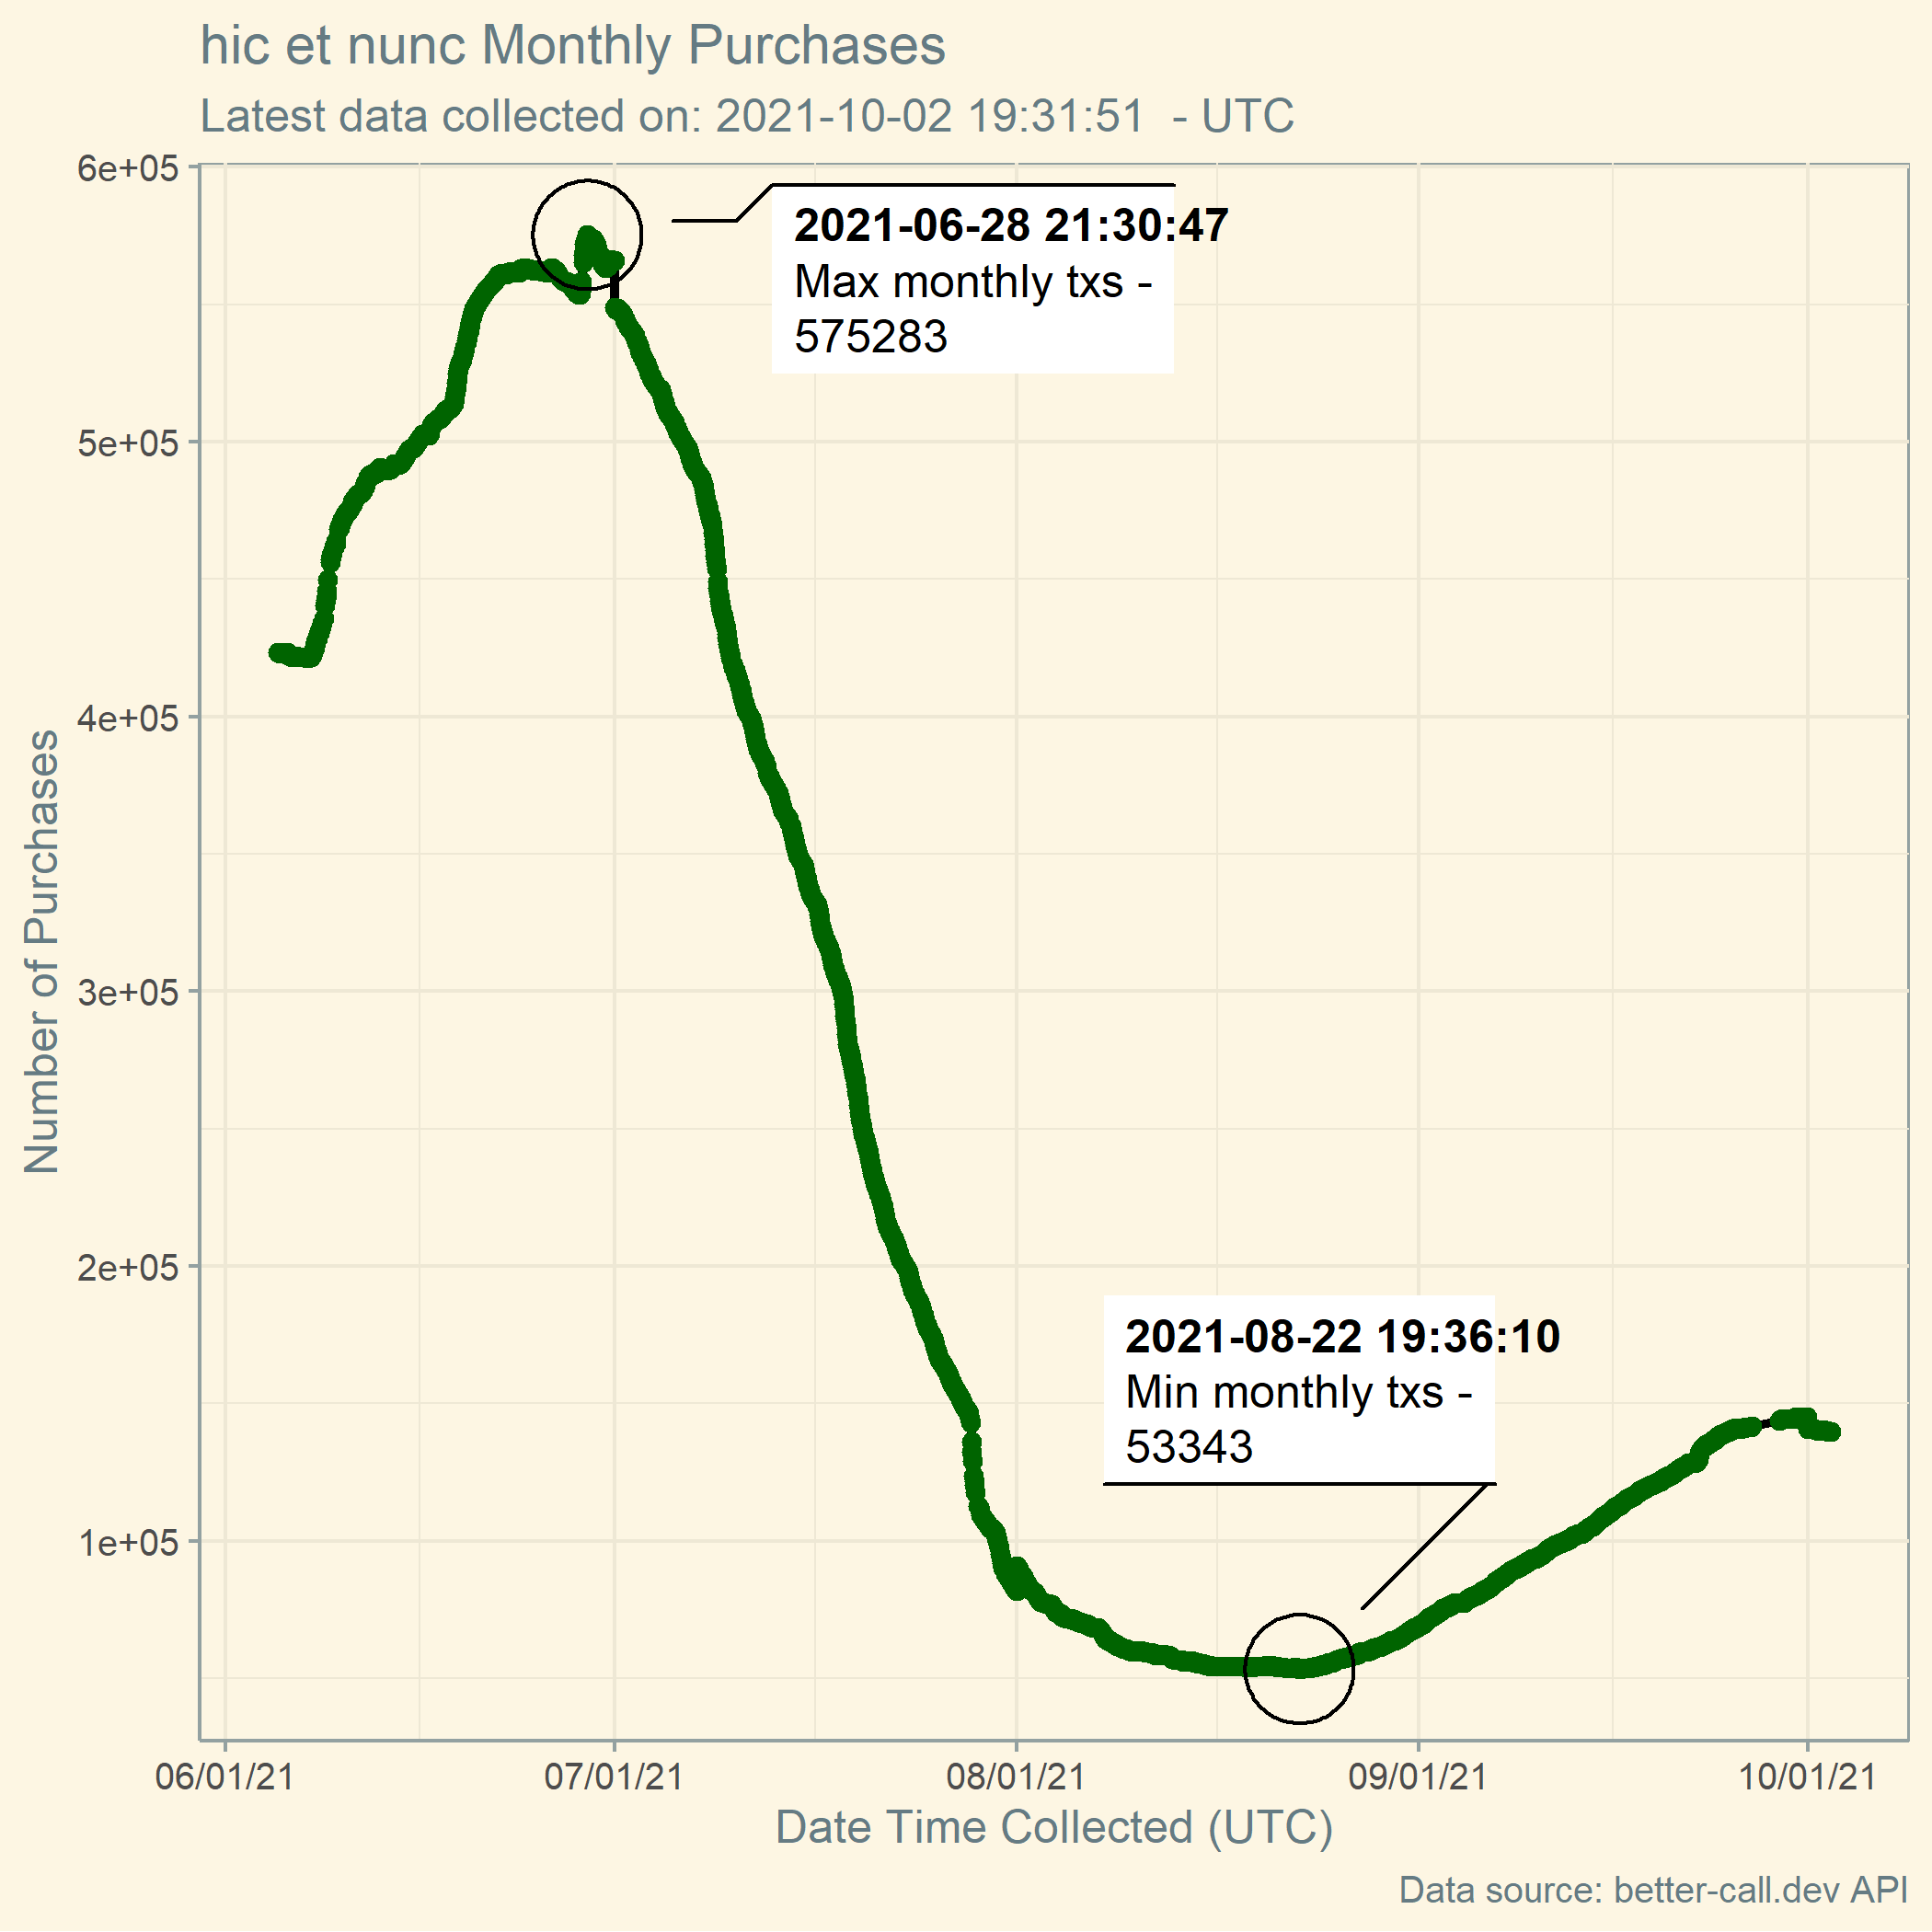 hic et nunc Monthly Purchases
Latest data collected on: 2021-10-02 19:31:51  - UTC
6e+05
5e+05
4e+05
3e+05
2e+05
1e+05
Number of Purchases
2021-06-28 21:30:47
Max monthly txs -
575283
2021-08-22 19:36:10
Min monthly txs -
53343
06/01/21
07/01/21
08/01/21
09/01/21
10/01/21
Date Time Collected (UTC)
Data source: better-call.dev API